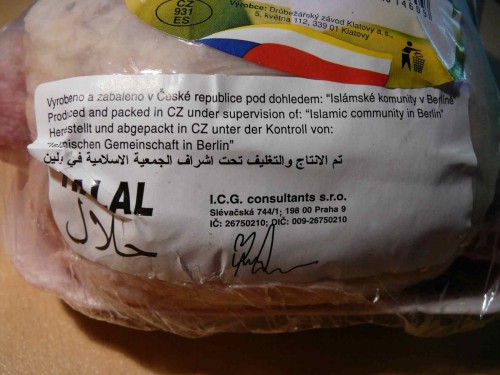 CZ
931
ES
Výrobce: Drůbežářský závod Klatovy a.s.,
5. května 112, 339 01 Klatovy
Vyrobeno a zabaleno v České republice pod dohledem: "Islámské komunity v Berlíně"
Produced and packed in CZ under supervision of: "Islamic community in Berlin"
Herstellt und abgepackt in CZ unter der Kontroll von:
Gemeinschaft in Berlin"
تم الانتاج والتغليف تحت اشراف الجمعية الاسلامية في
HALAL
حلال
I.C.G. consultants s.r.o.
Slévačská 744/1; 198 00 Praha 9
IČ: 26750210; DIČ: 009-26750210